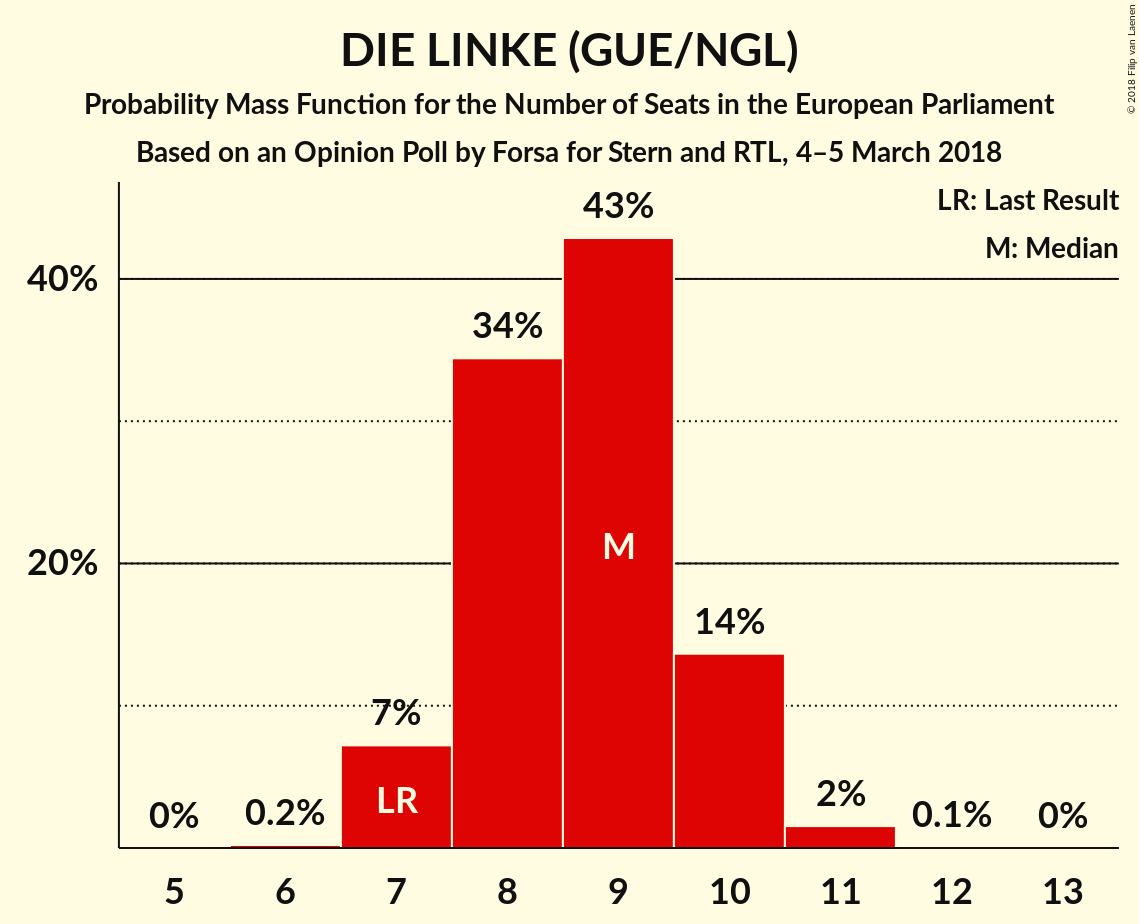 DIE LINKE (GUE/NGL)
Probability Mass Function for the Number of Seats in the European Parliament
Based on an Opinion Poll by Forsa for Stern and RTL, 4–5 March 2018
© 2018 Filip van Laenen
LR: Last Result
M: Median
43%
40%
34%
M
20%
14%
7%
LR
0%
0.2%
2%
0.1%
0%
5 6 7 8 9 10 11 12 13